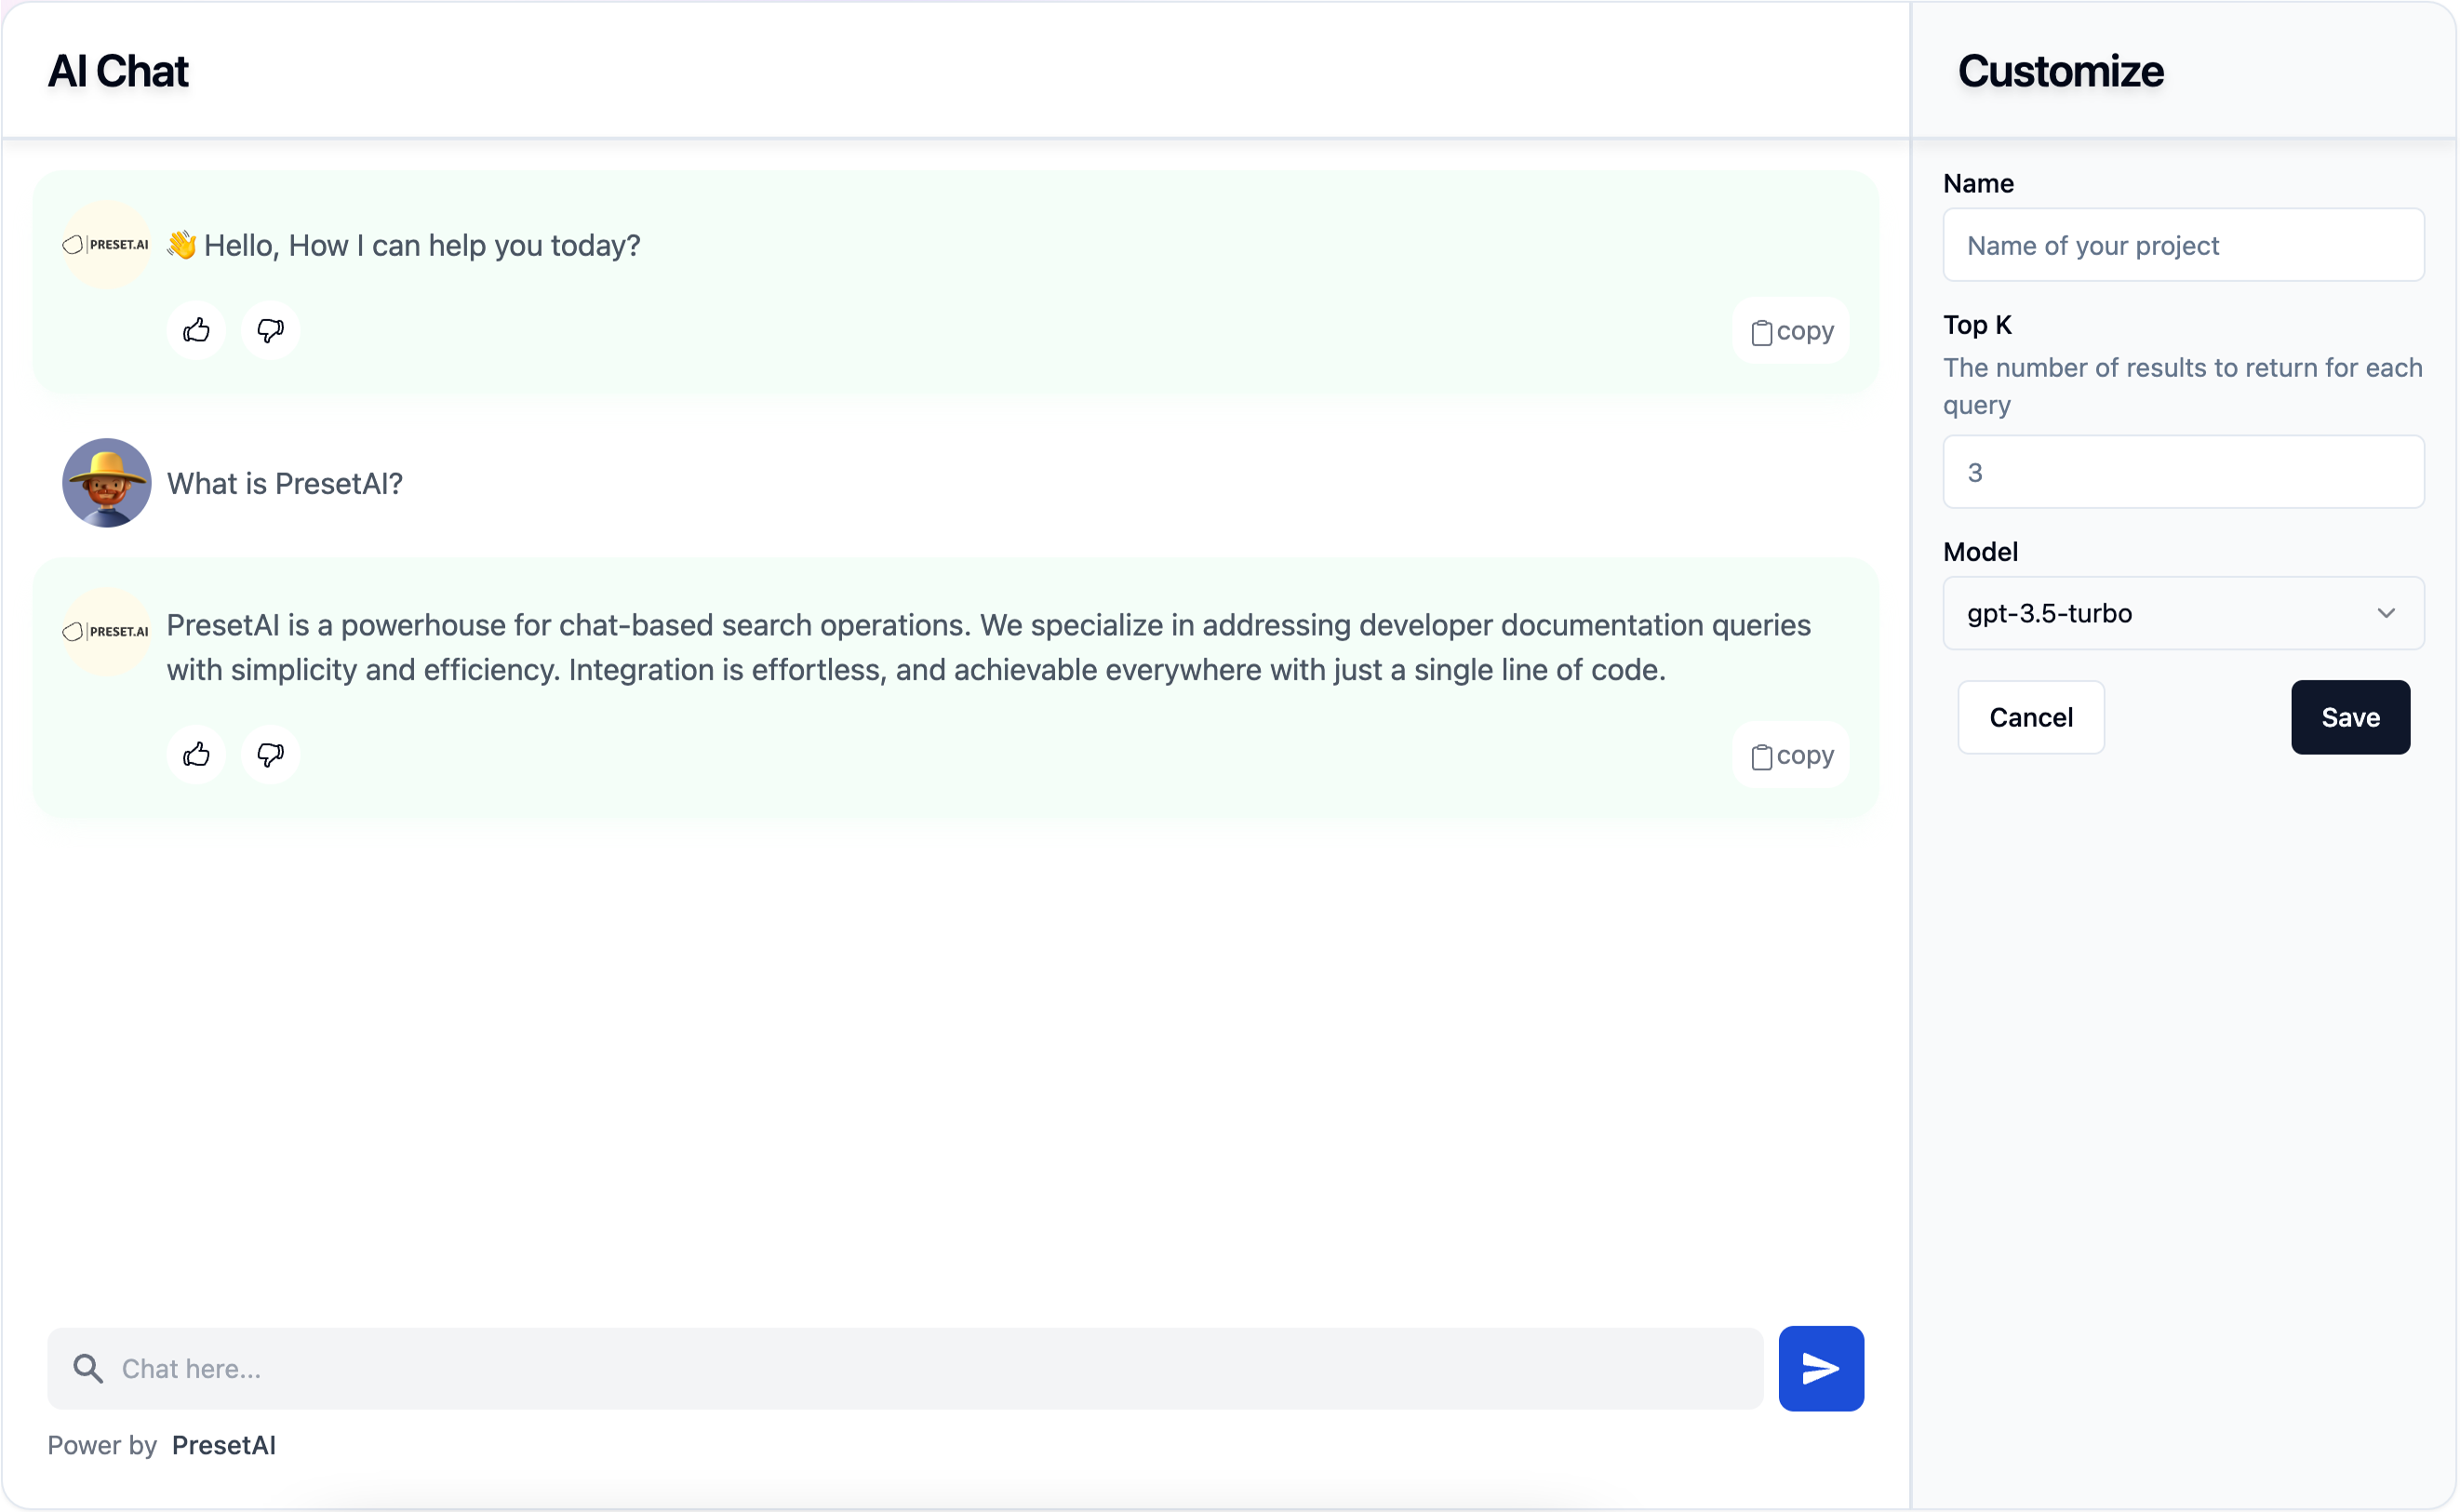 AI Chat
PRESET.AI
👋 Hello, How I can help you today?
copy
What is PresetAI?
PRESET.AI
PresetAI is a powerhouse for chat-based search operations. We specialize in addressing developer documentation queries
with simplicity and efficiency. Integration is effortless, and achievable everywhere with just a single line of code.
copy
Chat here...
Power by PresetAI
Customize
Name
Name of your project
Top K
The number of results to return for each
query
3
Model
gpt-3.5-turbo
Cancel
Save